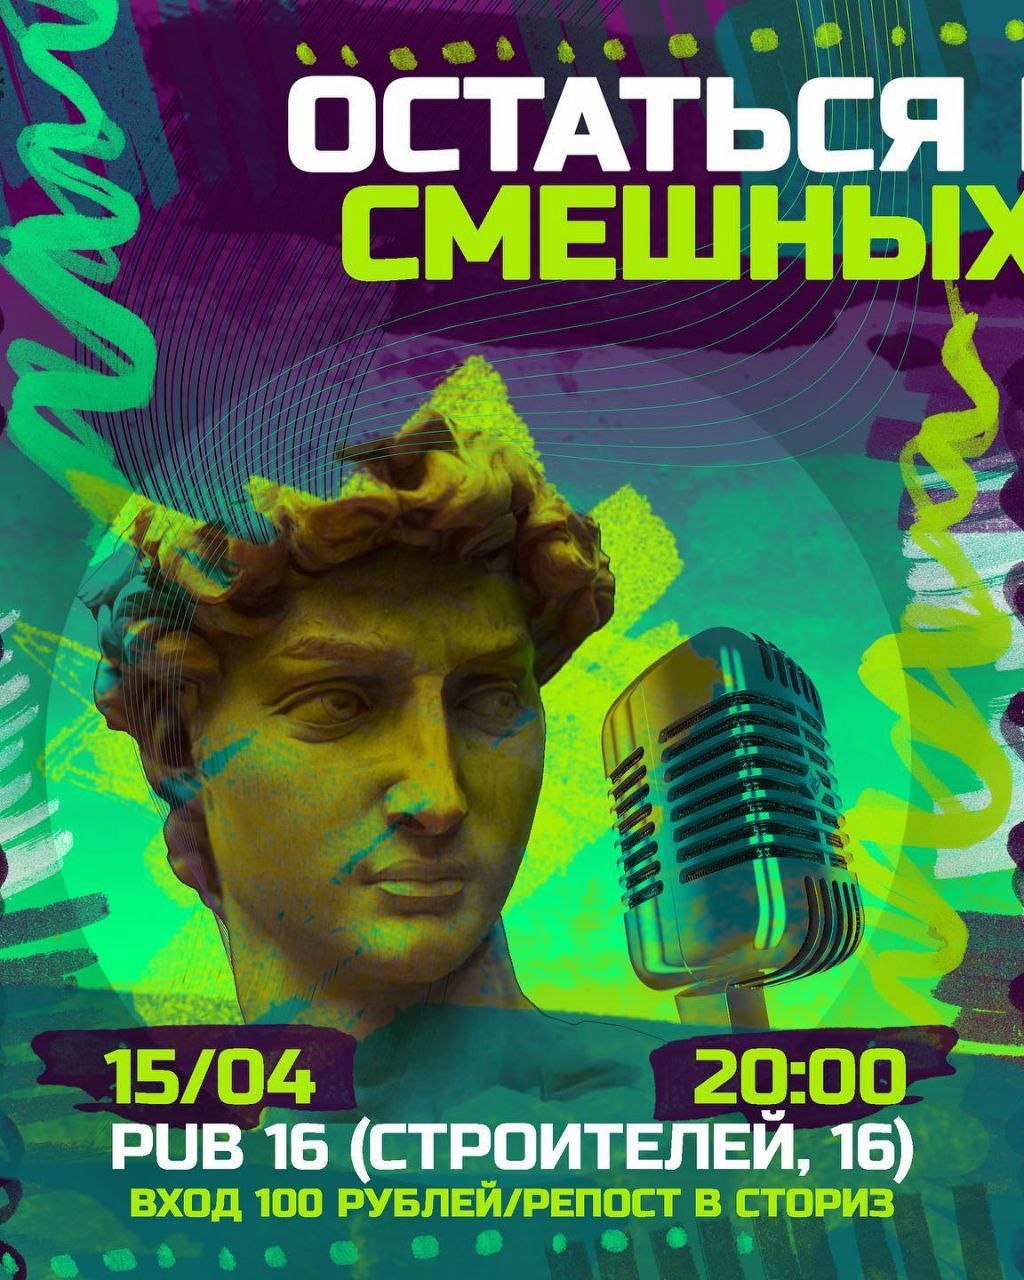 ОСТАТЬСЯ
СМЕШНЫХ
15/04
20:00
PUB 16 (СТРОИТЕЛЕЙ, 16)
ВХОД 100 РУБЛЕЙ/РЕПОСТ В СТОРИЗ